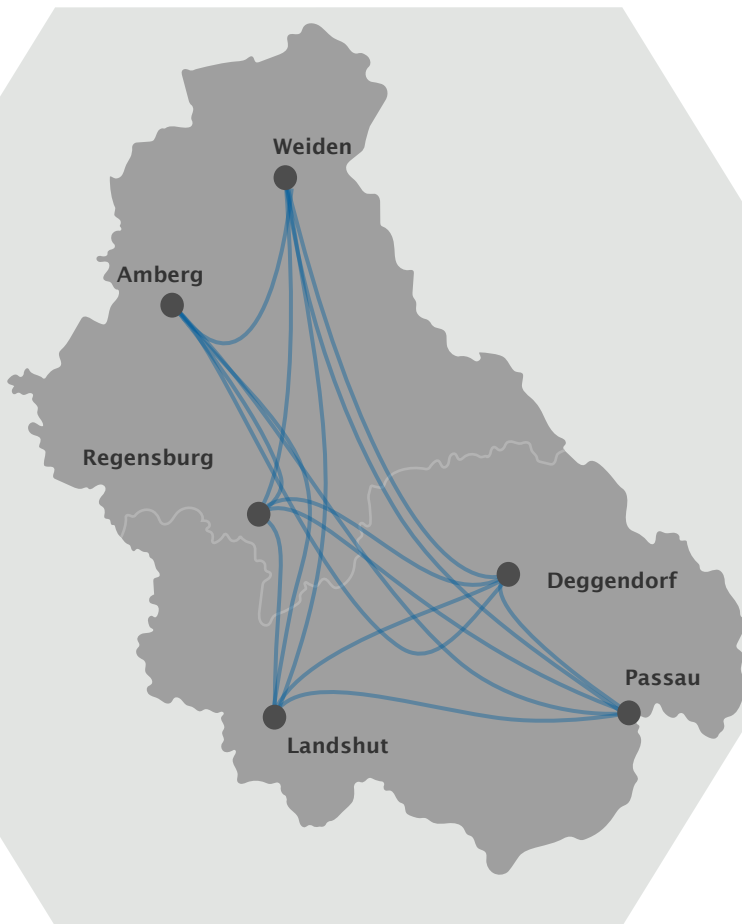 Weiden
Amberg
Regensburg
Deggendorf
Passau
Landshut